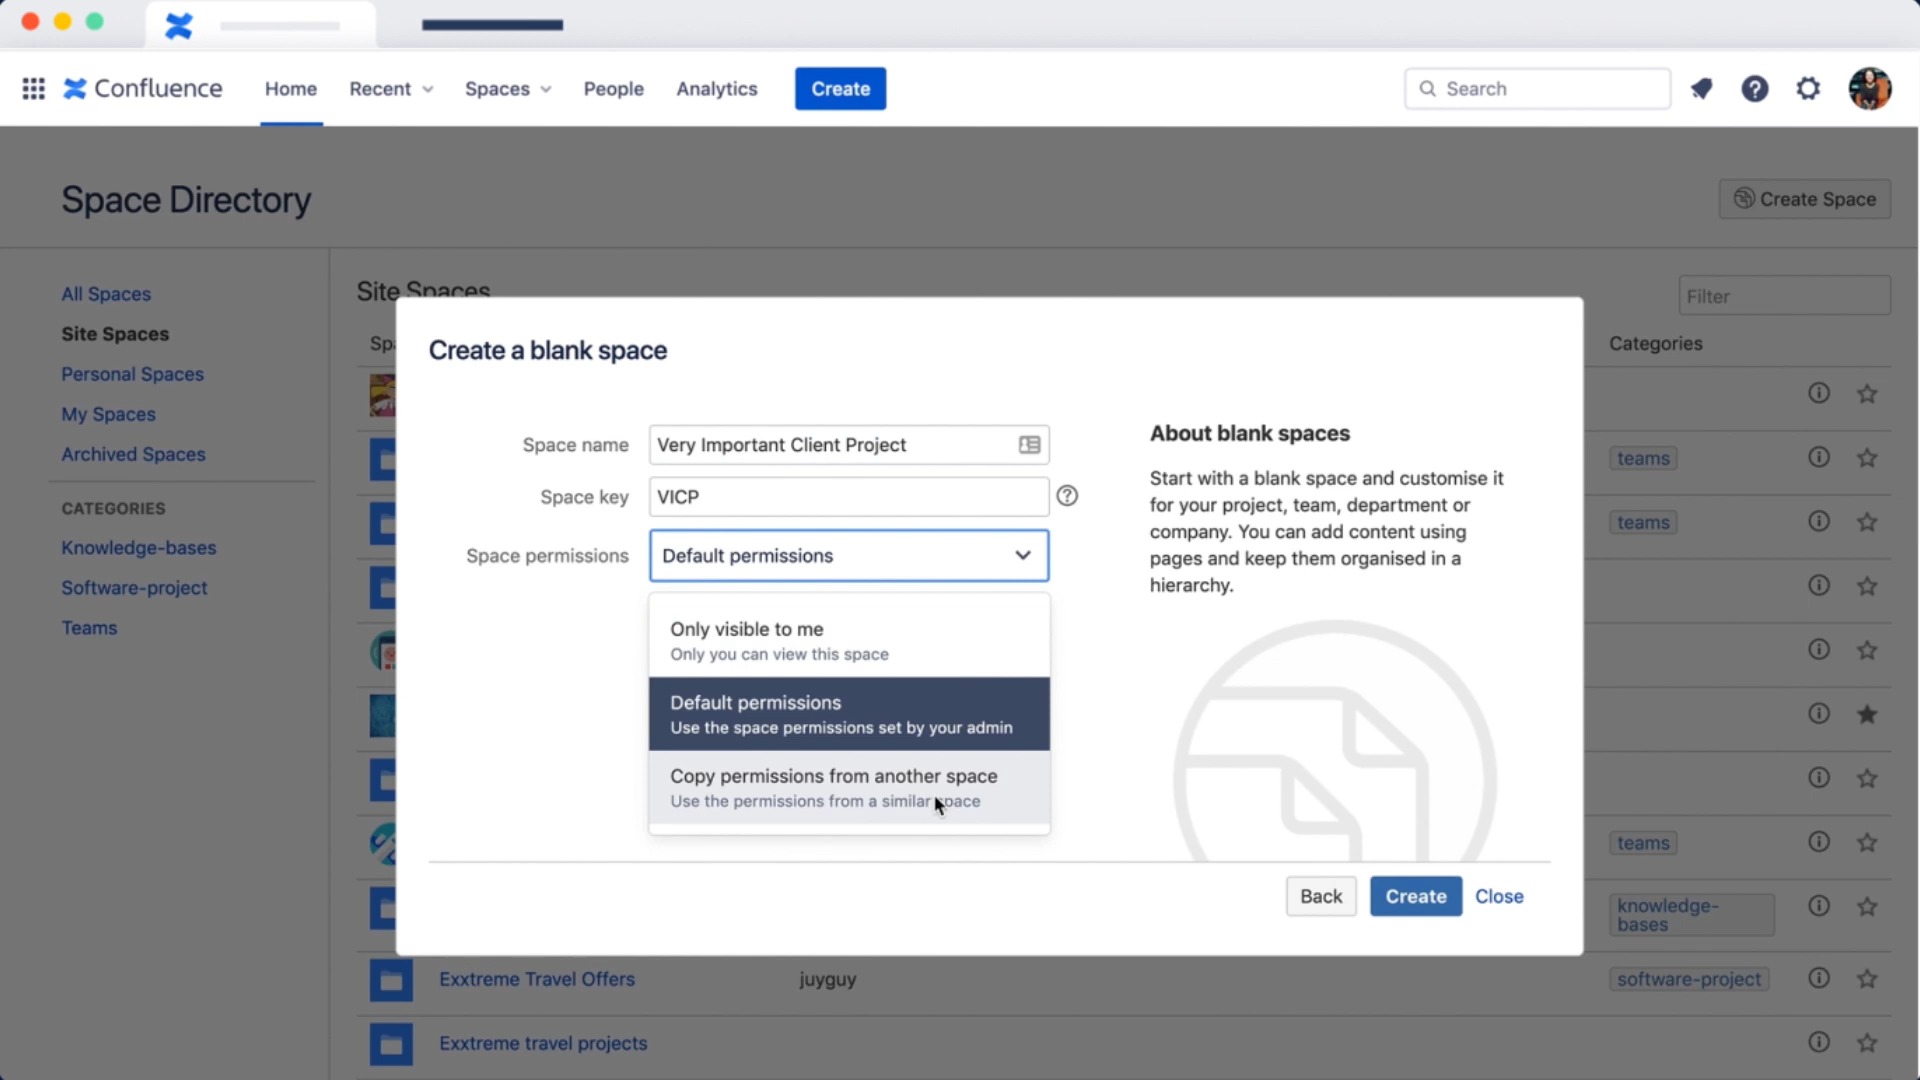 Confluence
Home
Recent
Spaces
People
Analytics
Create
Search
Space Directory
Create Space
All Spaces
Site Spaces
Personal Spaces
My Spaces
Archived Spaces
CATEGORIES
Knowledge-bases
Software-project
Teams
Site Spaces
Filter
Categories
Create a blank space
Space name
Very Important Client Project
Space key
VICP
Space permissions
Default permissions
Only visible to me
Only you can view this space
Default permissions
Use the space permissions set by your admin
Copy permissions from another space
Use the permissions from a similar space
About blank spaces
Start with a blank space and customise it
for your project, team, department or
company. You can add content using
pages and keep them organised in a
hierarchy.
Back
Create
Close
teams
teams
teams
knowledge-
bases
Exxtreme Travel Offers
juyguy
software-project
Exxtreme travel projects